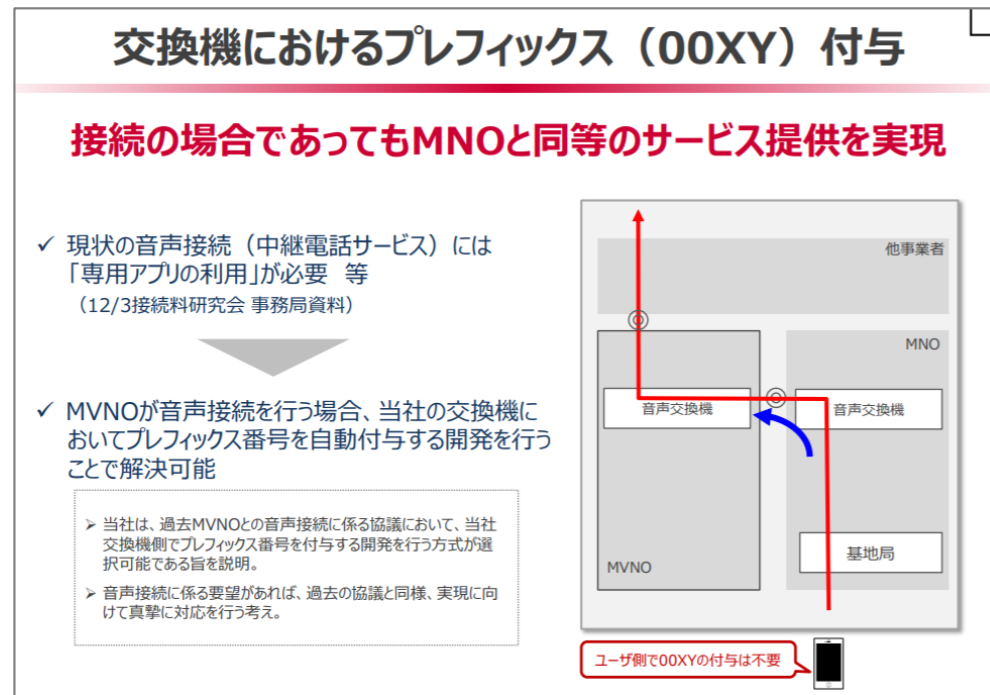 交換機におけるプレフィックス（00XY）付与
接続の場合であってもMNOと同等のサービス提供を実現
✓ 現状の音声接続（中継電話サービス）には
「専用アプリの利用」が必要 等
（12/3接続料研究会 事務局資料）
✓ MVNOが音声接続を行う場合、当社の交換機に
おいてプレフィックス番号を自動付与する開発を行う
ことで解決可能
➢ 当社は、過去MVNOとの音声接続に係る協議において、当社
交換機側でプレフィックス番号を付与する開発を行う方式が選
択可能である旨を説明。
➢ 音声接続に係る要望があれば、過去の協議と同様、実現に向
けて真摯に対応を行う考え。
他事業者
MNO
音声交換機
音声交換機
基地局
MVNO
ユーザ側で00XYの付与は不要